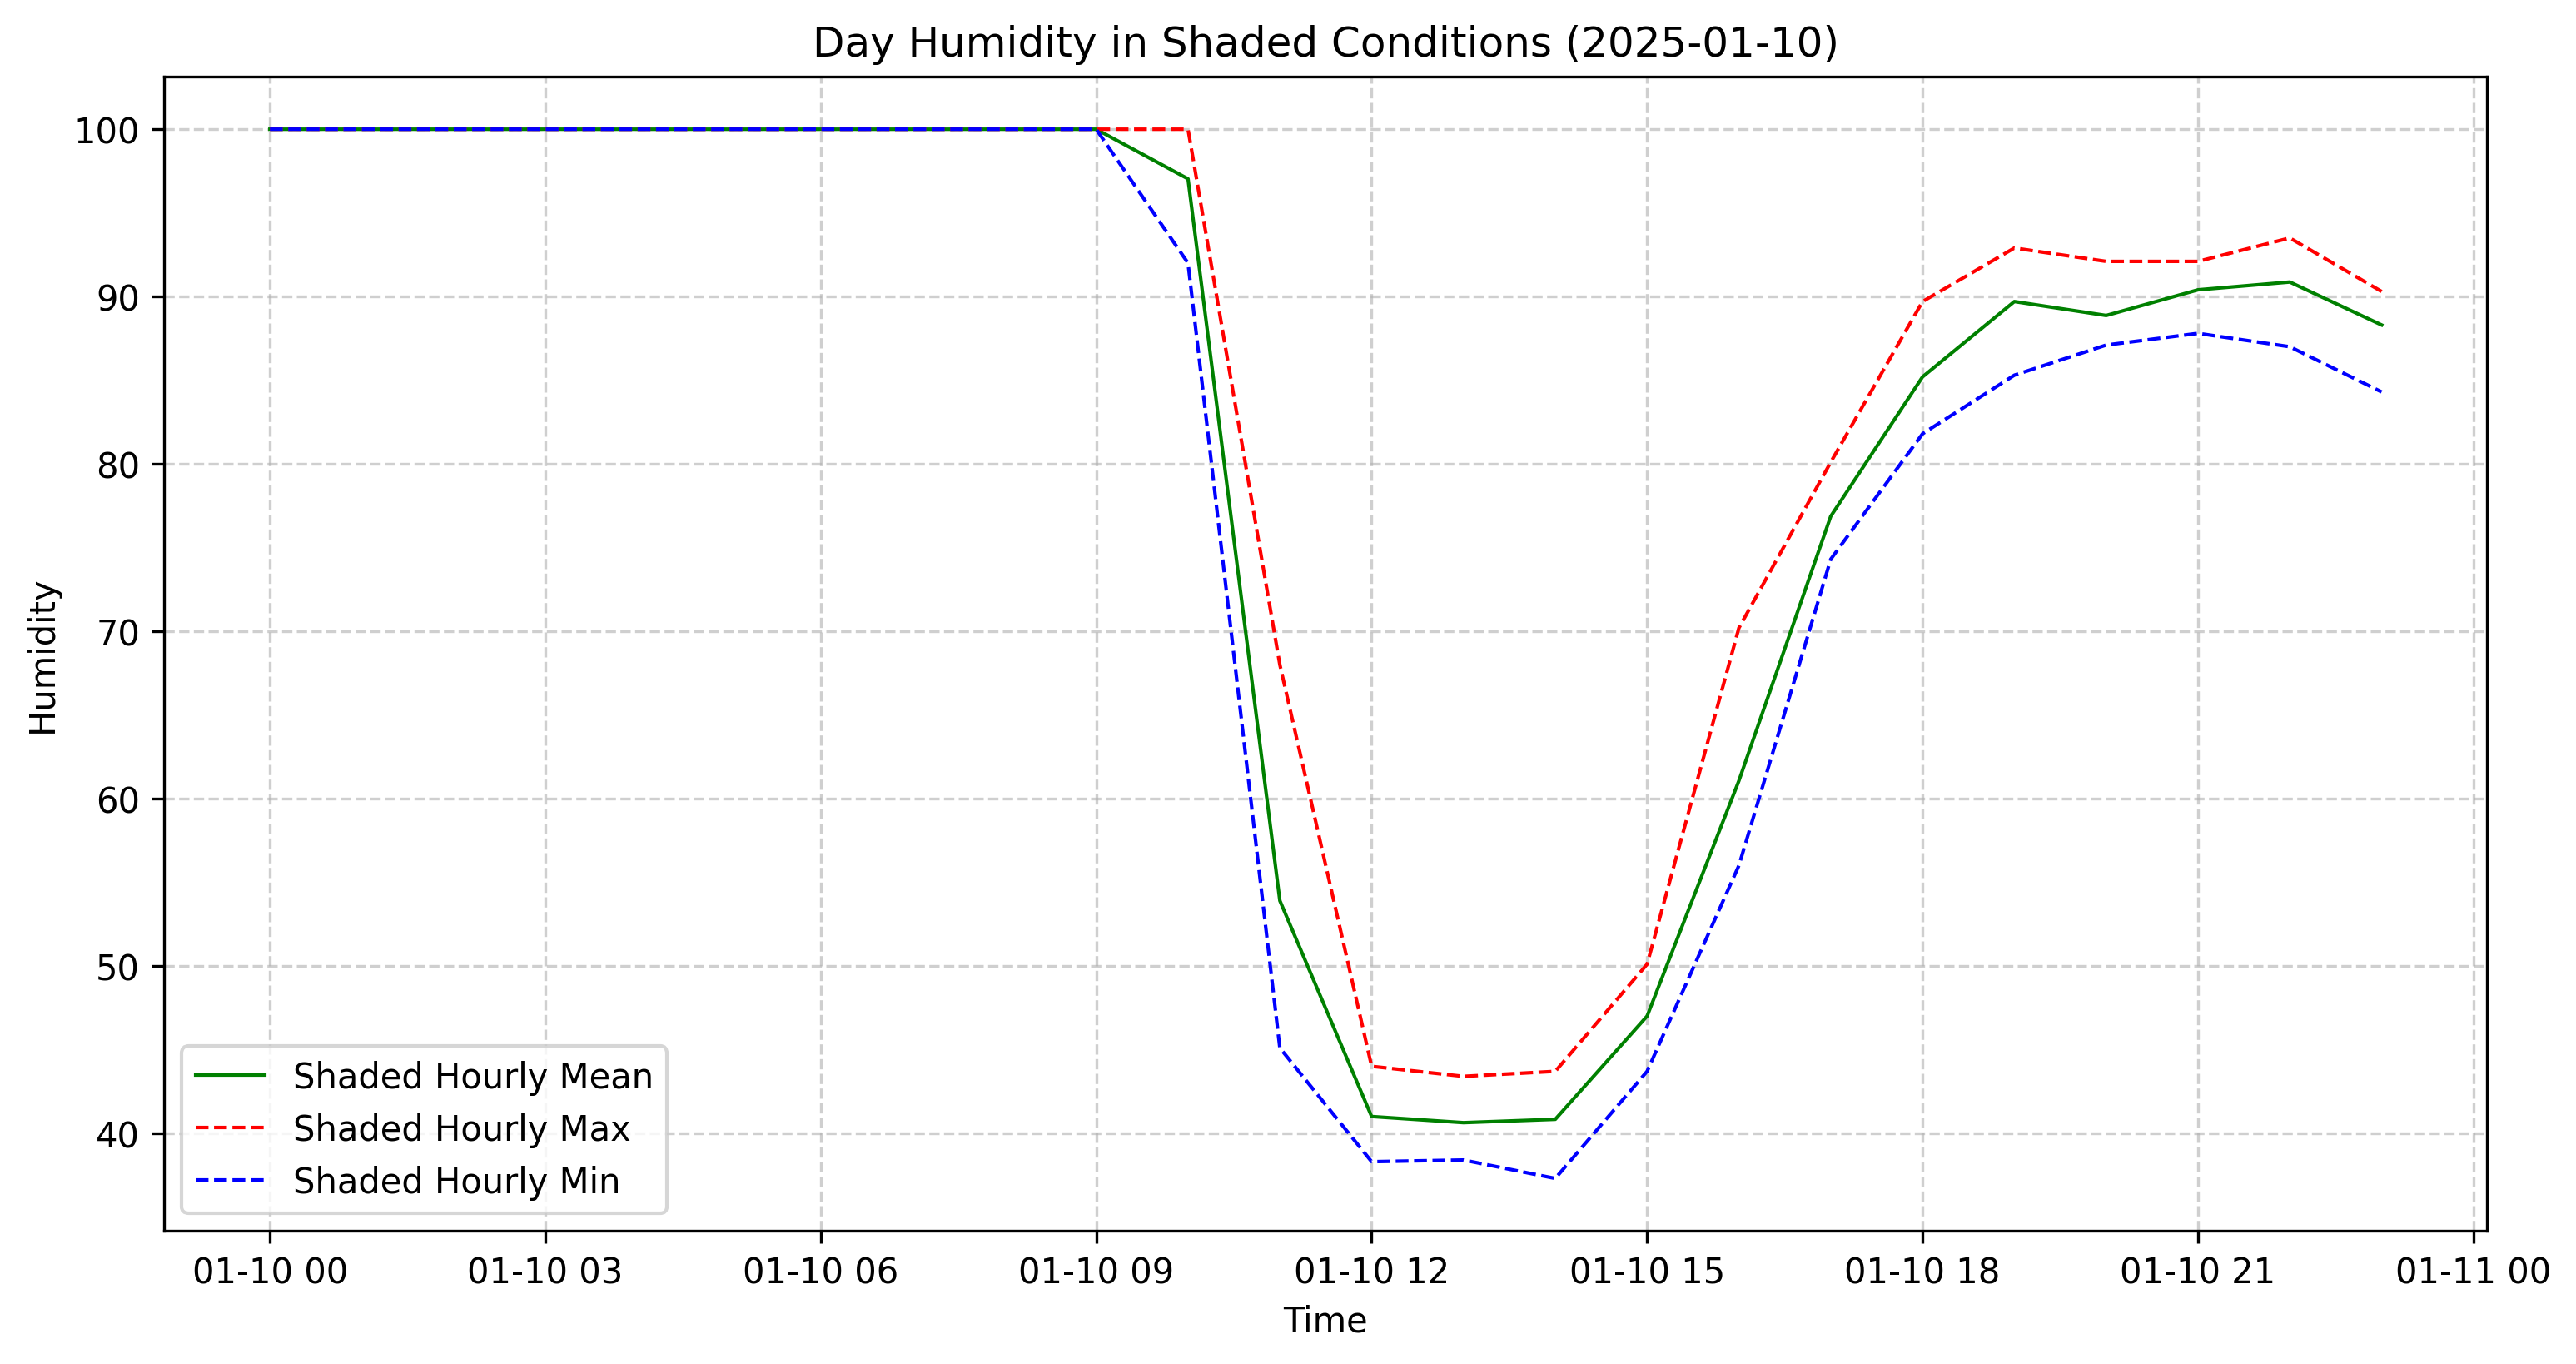 Day Humidity in Shaded Conditions (2025-01-10)
Humidity
100
90
80
70
60
50
40
Shaded Hourly Mean
Shaded Hourly Max
Shaded Hourly Min
01-10 00 01-10 03 01-10 06 01-10 09 01-10 12 01-10 15 01-10 18 01-10 21 01-11 00
Time